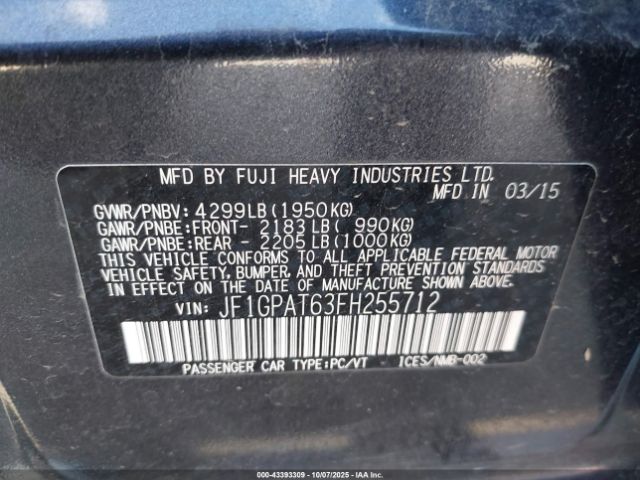 MFD BY FUJI HEAVY INDUSTRIES LTD.
MFD IN 03/15
GVWR/PNBV: 4299LB(1950KG)
GAWR/PNBE:FRONT- 2183LB( 990KG)
GAWR/PNBE:REAR - 2205LB(1000KG)
THIS VEHICLE CONFORMS TO ALL APPLICABLE FEDERAL MOTOR
VEHICLE SAFETY, BUMPER, AND THEFT PREVENTION STANDARDS
IN EFFECT ON THE DATE OF MANUFACTURE SHOWN ABOVE.
VIN: JF1GPAT63FH255712
PASSENGER CAR TYPE:PC/VT ICES/NMB-002
000-43393309 | 10/07/2025 - IAA Inc.